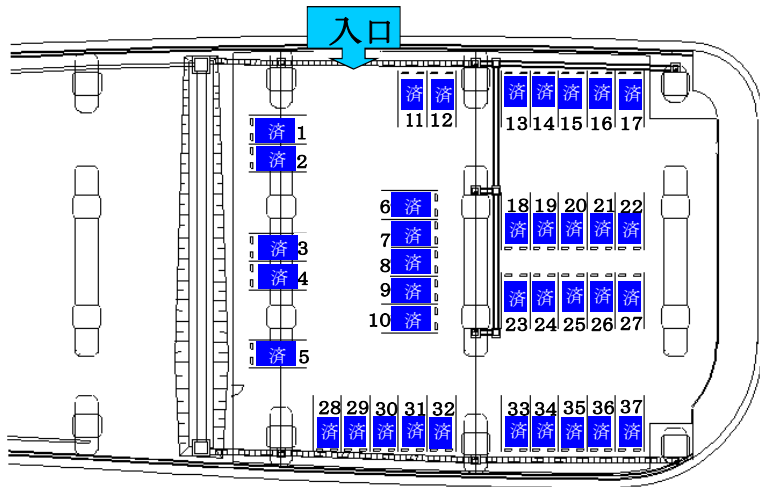 入口
済 済
11 12
済 済 済 済 済
13 14 15 16 17
済 1
済 2
6 済
7 済
8 済
9 済
10 済
18 19 20 21 22
済 済 済 済 済
済 3
済 4
済 済 済 済 済
23 24 25 26 27
済 5
28 29 30 31 32
済 済 済 済 済
33 34 35 36 37
済 済 済 済 済